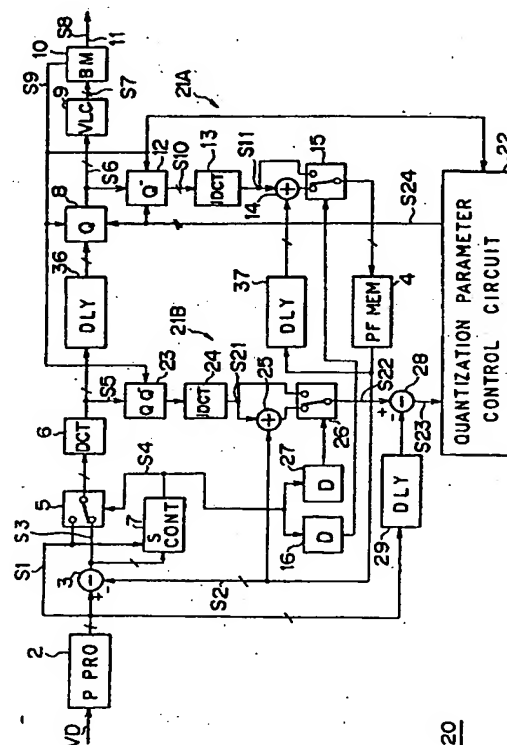 VD
2
P PRO
S1
3
S3
5
S4
7
S
CONT
6
DCT
S5
36
DLY
8
Q
S6
9
VLC
S7
S9
10
BM
S8
11
21A
12
S10
13
IDCT
S11
14
15
21B
23
24
IDCT
S21
25
26
27
D
16
D
37
DLY
4
PF MEM
S22
S24
S2
29
DLY
28
S23
22
QUANTIZATION PARAMETER
CONTROL CIRCUIT
20